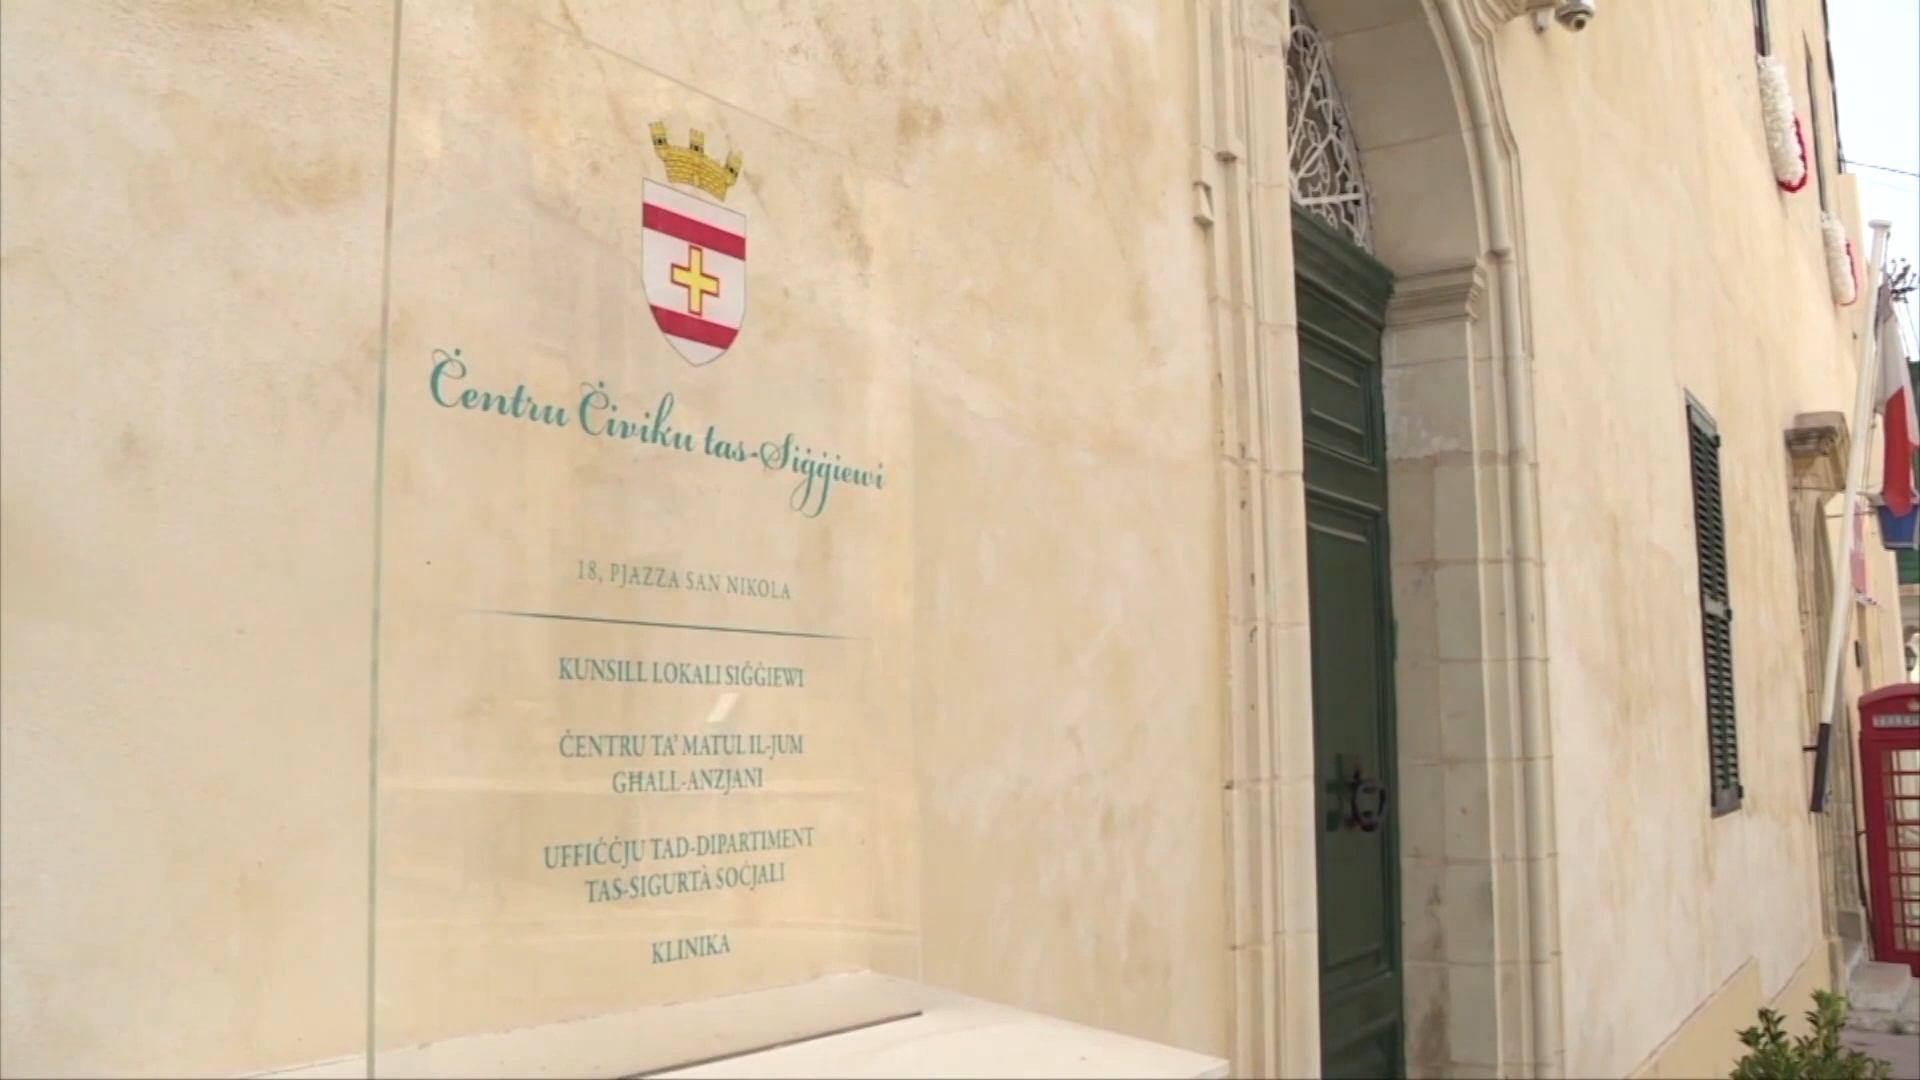 Ċentru Ċiviku tas-Siġġiewi
18, PJAZZA SAN NIKOLA
KUNSILL LOKALI SIĠĠIEWI
ĊENTRU TA' MATUL IL-JUM
GĦALL-ANZJANI
UFFIĊĊJU TAD-DIPARTIMENT
TAS-SIGURTÀ SOĊJALI
KLINIKA